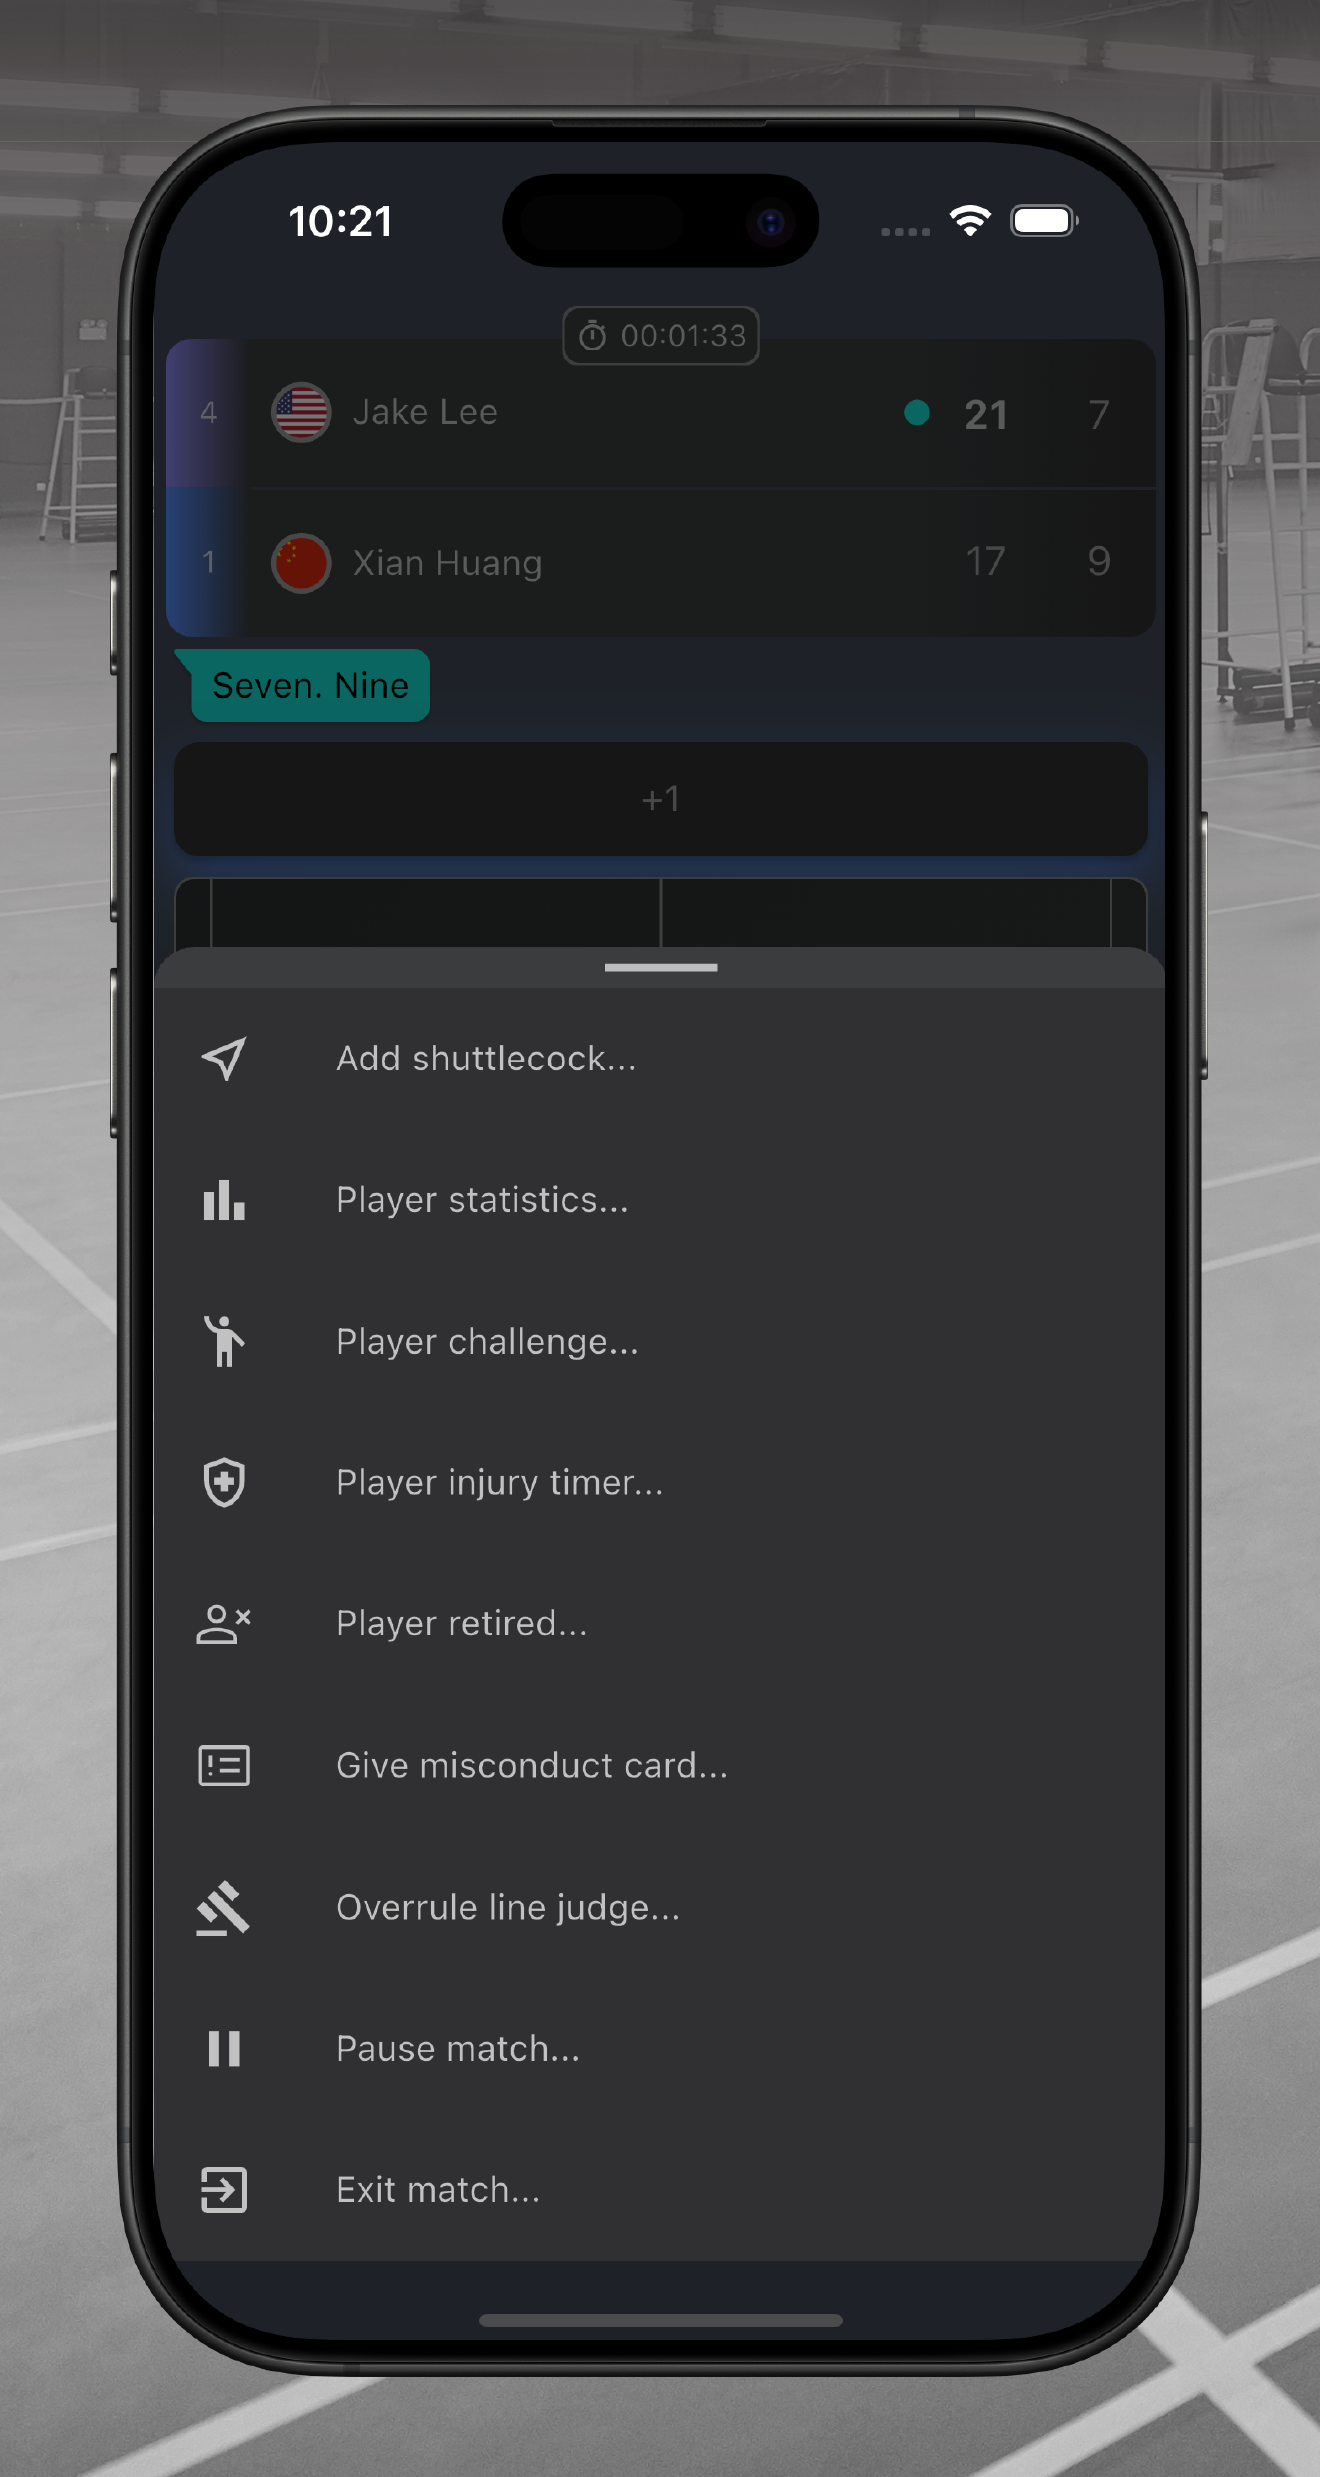 10:21
00:01:33
4 Jake Lee 21 7
1 Xian Huang 17 9
Seven. Nine
+1
Add shuttlecock...
Player statistics...
Player challenge...
Player injury timer...
Player retired...
Give misconduct card...
Overrule line judge...
Pause match...
Exit match...